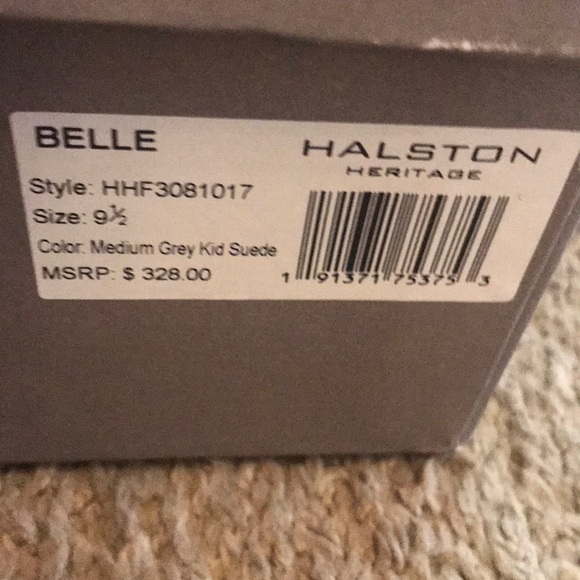 BELLE
Style: HHF3081017
Size: 9½
Color: Medium Grey Kid Suede
MSRP: $ 328.00
HALSTON
HERITAGE
1 91371 75375 3